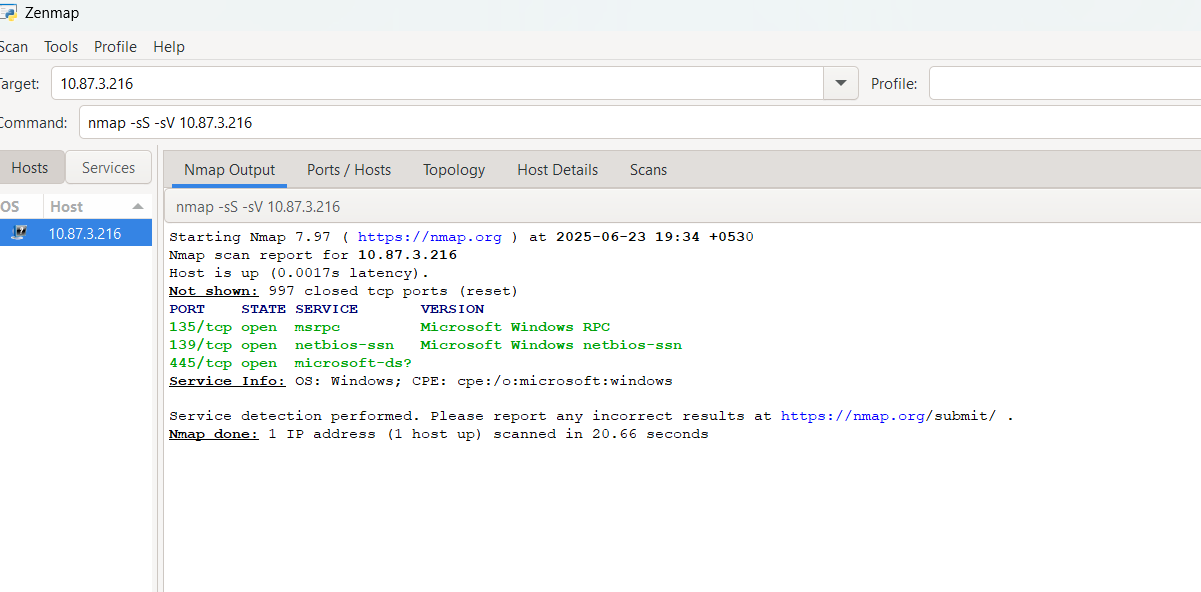 Zenmap
Scan Tools Profile Help
Target: 10.87.3.216 Profile:
Command: nmap -sS -sV 10.87.3.216
Hosts Services
Nmap Output Ports / Hosts Topology Host Details Scans
OS Host
10.87.3.216
nmap -sS -sV 10.87.3.216
Starting Nmap 7.97 ( https://nmap.org ) at 2025-06-23 19:34 +0530
Nmap scan report for 10.87.3.216
Host is up (0.0017s latency).
Not shown: 997 closed tcp ports (reset)
PORT    STATE SERVICE       VERSION
135/tcp open  msrpc         Microsoft Windows RPC
139/tcp open  netbios-ssn   Microsoft Windows netbios-ssn
445/tcp open  microsoft-ds?
Service Info: OS: Windows; CPE: cpe:/o:microsoft:windows
Service detection performed. Please report any incorrect results at https://nmap.org/submit/ .
Nmap done: 1 IP address (1 host up) scanned in 20.66 seconds